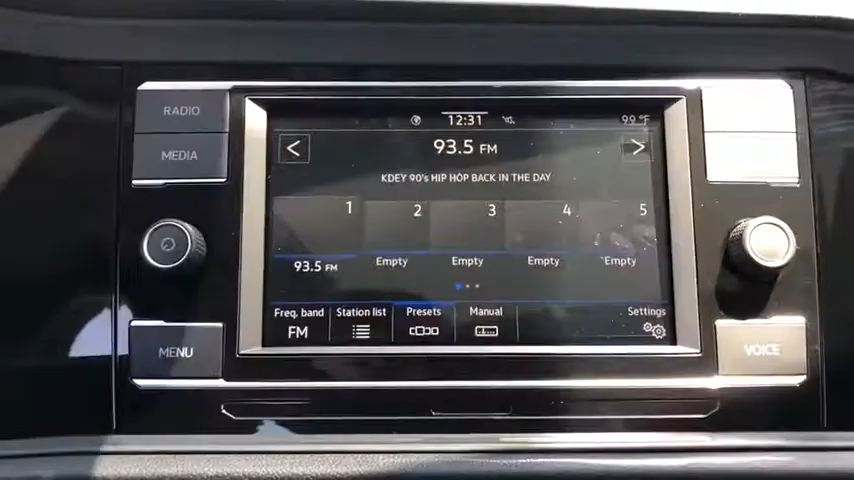 RADIO
MEDIA
12:31
99 °F
93.5 FM
KDEY 90's HIP HOP BACK IN THE DAY
1 2 3 4 5
93.5 FM Empty Empty Empty Empty
Freq. band Station list Presets Manual Settings
FM
MENU
VOICE